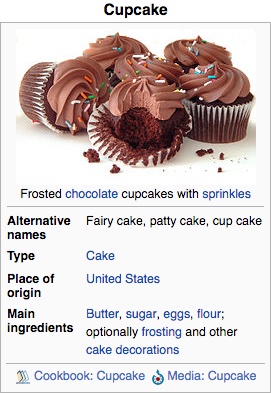 Cupcake
Frosted chocolate cupcakes with sprinkles
Alternative names Fairy cake, patty cake, cup cake
Type Cake
Place of origin United States
Main ingredients Butter, sugar, eggs, flour;
optionally frosting and other
cake decorations
Cookbook: Cupcake Media: Cupcake